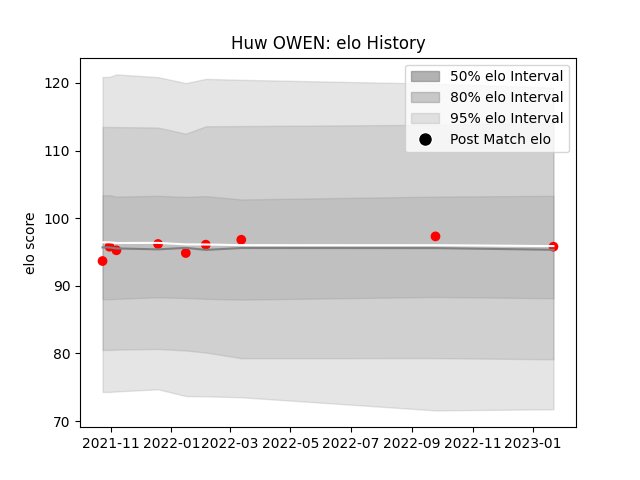 Huw OWEN: elo History
50% elo Interval
80% elo Interval
95% elo Interval
Post Match elo
elo score
120
110
100
90
80
70
2021-11 2022-01 2022-03 2022-05 2022-07 2022-09 2022-11 2023-01